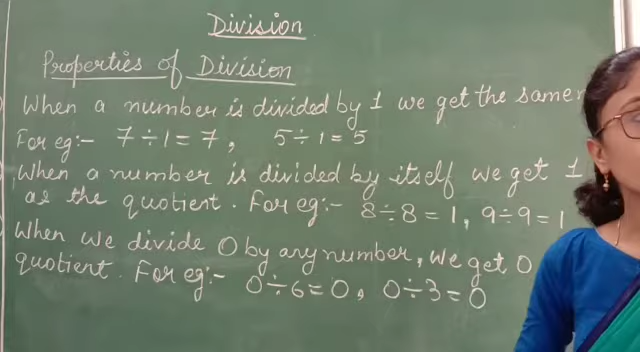 Division
Properties of Division
When a number is divided by 1 we get the same
For eg:- 7÷1=7, 5÷1=5
When a number is divided by itself we get 1
as the quotient. For eg:- 8÷8=1, 9÷9=1
When we divide 0 by any number, we get 0
quotient. For eg:- 0÷6=0, 0÷3=0